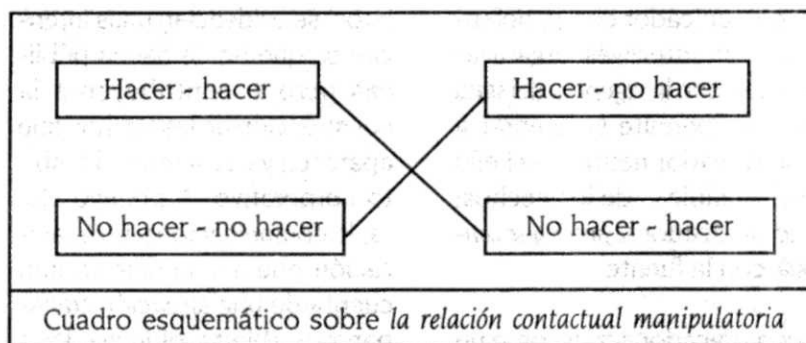 Hacer - hacer
Hacer - no hacer
No hacer - no hacer
No hacer - hacer
Cuadro esquemático sobre la relación contactual manipulatoria